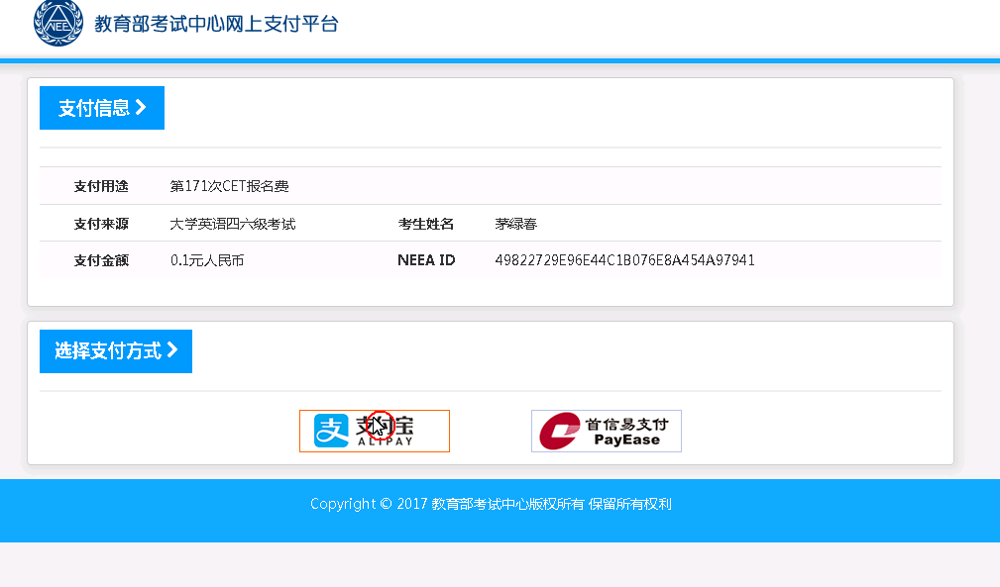 NEEA
教育部考试中心网上支付平台
支付信息
支付用途 第171次CET报名费
支付来源 大学英语四六级考试 考生姓名 茅绿春
支付金额 0.1元人民币 NEEA ID 49822729E96E44C1B076E8A454A97941
选择支付方式
支付宝 首信易支付
ALIPAY PayEase
Copyright © 2017 教育部考试中心版权所有 保留所有权利